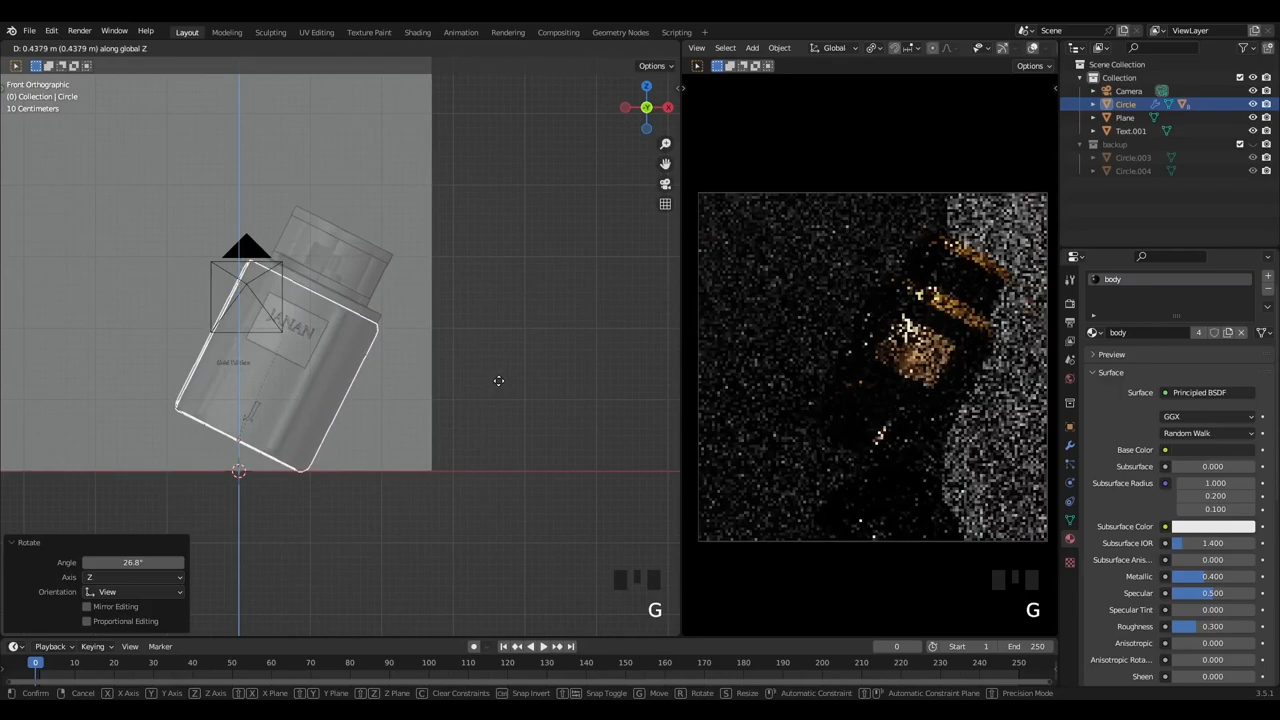 File Edit Render Window Help
Layout Modeling Sculpting UV Editing Texture Paint Shading Animation Rendering Compositing Geometry Nodes Scripting
Scene
ViewLayer
D: 0.4379 m (0.4379 m) along global Z
View Select Add Object Global
Options
Options
Front Orthographic
(0) Collection | Circle
10 Centimeters
Z
Y
X
JANAN
Gold Edition
J
Rotate
Angle 26.8°
Axis Z
Orientation View
Mirror Editing
Proportional Editing
G
G
Scene Collection
Collection
Camera
Circle
Plane
Text.001
backup
Circle.003
Circle.004
body
body 4
Preview
Surface
Surface Principled BSDF
GGX
Random Walk
Base Color
Subsurface 0.000
Subsurface Radius 1.000
0.200
0.100
Subsurface Color
Subsurface IOR 1.400
Subsurface Anis... 0.000
Metallic 0.400
Specular 0.500
Specular Tint 0.000
Roughness 0.300
Anisotropic 0.000
Anisotropic Rota... 0.000
Sheen 0.000
Playback Keying View Marker
0 Start 1 End 250
0 10 20 30 40 50 60 70 80 90 100 110 120 130 140 150 160 170 180 190 200 210 220 230 240 250
Confirm Cancel X X Axis Y Y Axis Z Z Axis X X Plane Y Y Plane Z Z Plane C Clear Constraints Snap Invert Snap Toggle G Move R Rotate S Resize Automatic Constraint Automatic Constraint Plane Precision Mode
3.5.1